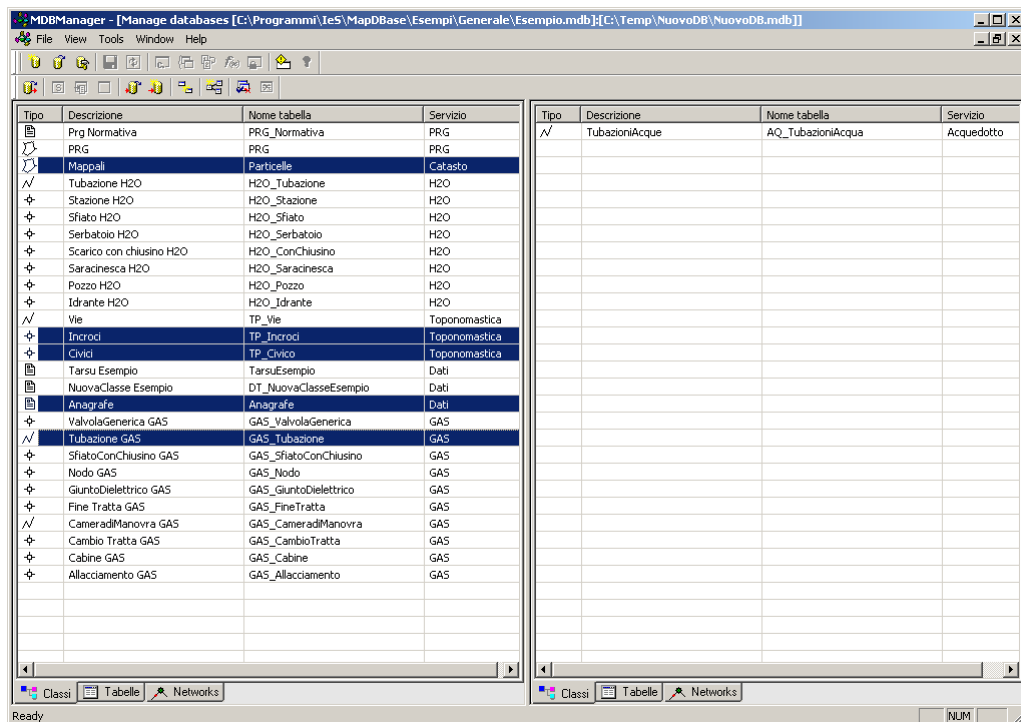 MDBManager - [Manage databases [C:\Programmi\IeS\MapDBase\Esempi\Generale\Esempio.mdb]:[C:\Temp\NuovoDB\NuovoDB.mdb]]
File View Tools Window Help
Tipo Descrizione Nome tabella Servizio
Prg Normativa PRG_Normativa PRG
PRG PRG PRG
Mappali Particelle Catasto
Tubazione H2O H2O_Tubazione H2O
Stazione H2O H2O_Stazione H2O
Sfiato H2O H2O_Sfiato H2O
Serbatoio H2O H2O_Serbatoio H2O
Scarico con chiusino H2O H2O_ConChiusino H2O
Saracinesca H2O H2O_Saracinesca H2O
Pozzo H2O H2O_Pozzo H2O
Idrante H2O H2O_Idrante H2O
Vie TP_Vie Toponomastica
Incroci TP_Incroci Toponomastica
Civici TP_Civico Toponomastica
Tarsu Esempio TarsuEsempio Dati
NuovaClasse Esempio DT_NuovaClasseEsempio Dati
Anagrafe Anagrafe Dati
ValvolaGenerica GAS GAS_ValvolaGenerica GAS
Tubazione GAS GAS_Tubazione GAS
SfiatoConChiusino GAS GAS_SfiatoConChiusino GAS
Nodo GAS GAS_Nodo GAS
GiuntoDielettrico GAS GAS_GiuntoDielettrico GAS
Fine Tratta GAS GAS_FineTratta GAS
CameradiManovra GAS GAS_CameradiManovra GAS
Cambio Tratta GAS GAS_CambioTratta GAS
Cabine GAS GAS_Cabine GAS
Allacciamento GAS GAS_Allacciamento GAS
Classi Tabelle Networks
Tipo Descrizione Nome tabella Servizio
TubazioniAcque AQ_TubazioniAcqua Acquedotto
Classi Tabelle Networks
Ready NUM